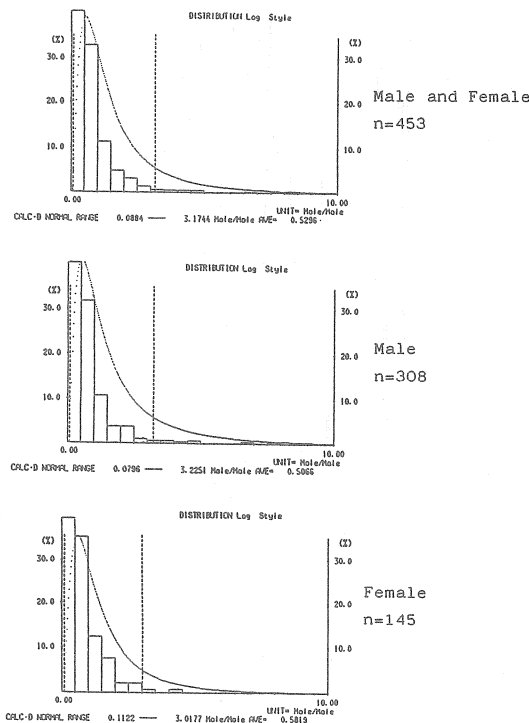 DISTRIBUTION Log Style
(%) (%)
30.0 30.0
20.0 20.0
10.0 10.0
0.00 10.00
UNIT= Mole/Mole
CALC-D NORMAL RANGE 0.0884 — 3.1744 Mole/Mole AVE= 0.5296
Male and Female
n=453
DISTRIBUTION Log Style
(%) (%)
30.0 30.0
20.0 20.0
10.0 10.0
0.00 10.00
UNIT= Mole/Mole
CALC-D NORMAL RANGE 0.0796 — 3.2251 Mole/Mole AVE= 0.5066
Male
n=308
DISTRIBUTION Log Style
(%) (%)
30.0 30.0
20.0 20.0
10.0 10.0
0.00 10.00
UNIT= Mole/Mole
CALC-D NORMAL RANGE 0.1122 — 3.0177 Mole/Mole AVE= 0.5819
Female
n=145